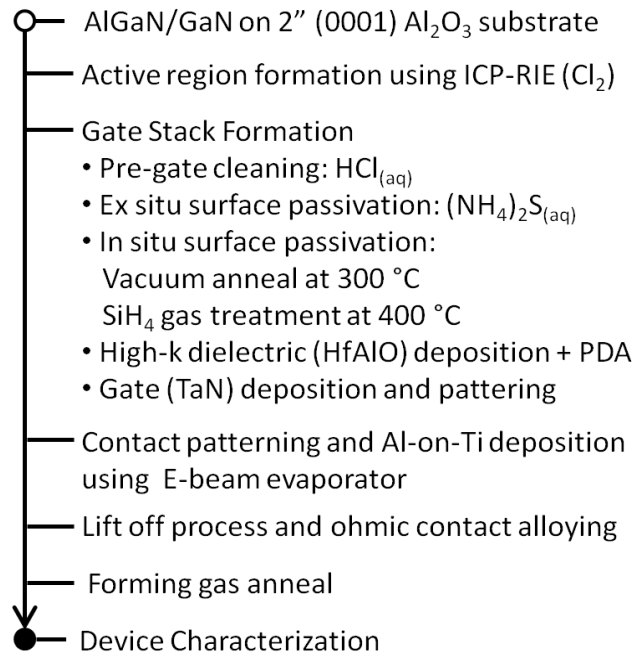 AlGaN/GaN on 2” (0001) Al₂O₃ substrate
Active region formation using ICP-RIE (Cl₂)
Gate Stack Formation
• Pre-gate cleaning: HCl₍aq₎
• Ex situ surface passivation: (NH₄)₂S₍aq₎
• In situ surface passivation:
Vacuum anneal at 300 °C
SiH₄ gas treatment at 400 °C
• High-k dielectric (HfAlO) deposition + PDA
• Gate (TaN) deposition and pattering
Contact patterning and Al-on-Ti deposition
using E-beam evaporator
Lift off process and ohmic contact alloying
Forming gas anneal
Device Characterization